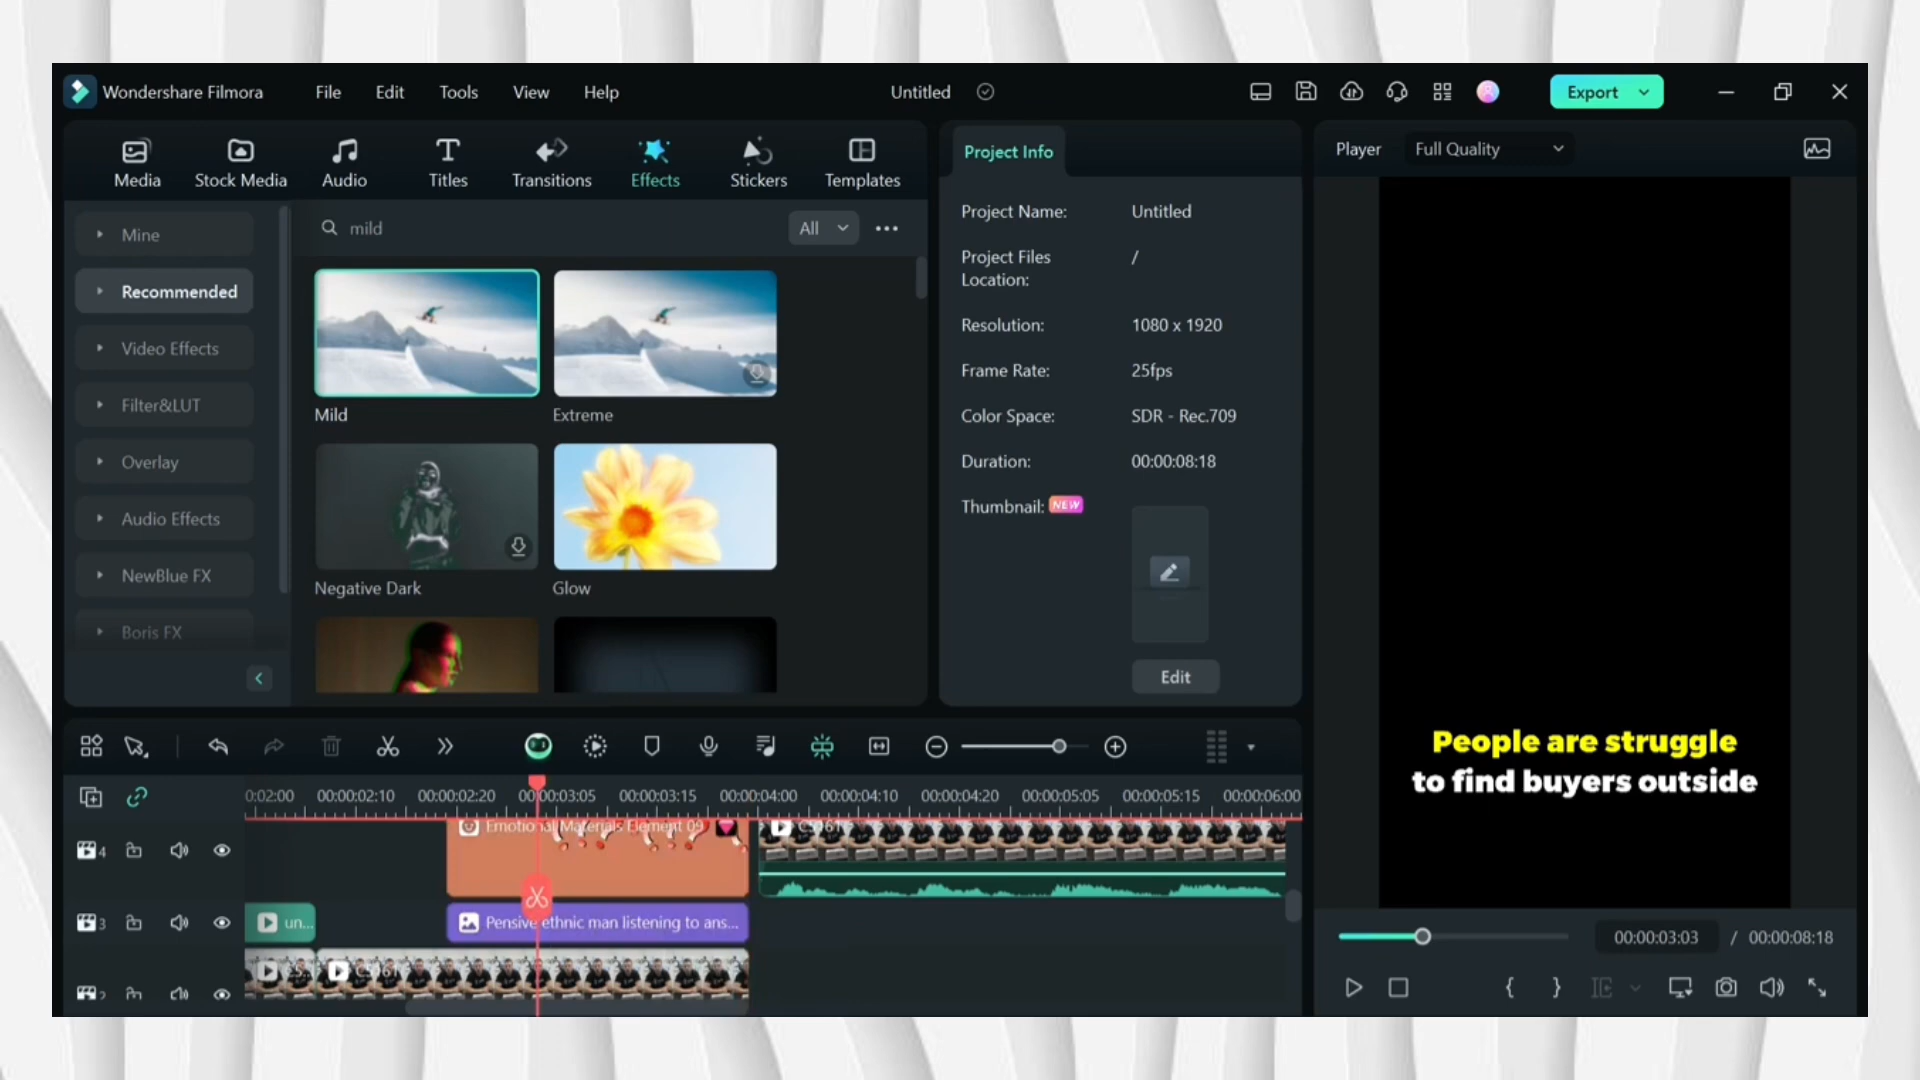 Wondershare Filmora
File
Edit
Tools
View
Help
Untitled
Export
Media
Stock Media
Audio
Titles
Transitions
Effects
Stickers
Templates
Mine
Recommended
Video Effects
Filter&LUT
Overlay
Audio Effects
NewBlue FX
Boris FX
mild
All
Mild
Extreme
Negative Dark
Glow
Project Info
Project Name:
Untitled
Project Files
Location:
/
Resolution:
1080 x 1920
Frame Rate:
25fps
Color Space:
SDR - Rec.709
Duration:
00:00:08:18
Thumbnail:
NEW
Edit
Player
Full Quality
People are struggle
to find buyers outside
00:00:03:03
/
00:00:08:18
0:02:00
00:00:02:10
00:00:02:20
00:00:03:05
00:00:03:15
00:00:04:00
00:00:04:10
00:00:04:20
00:00:05:05
00:00:05:15
00:00:06:00
4
Emotional Materials Element 09
3
un...
Pensive ethnic man listening to ans...
2